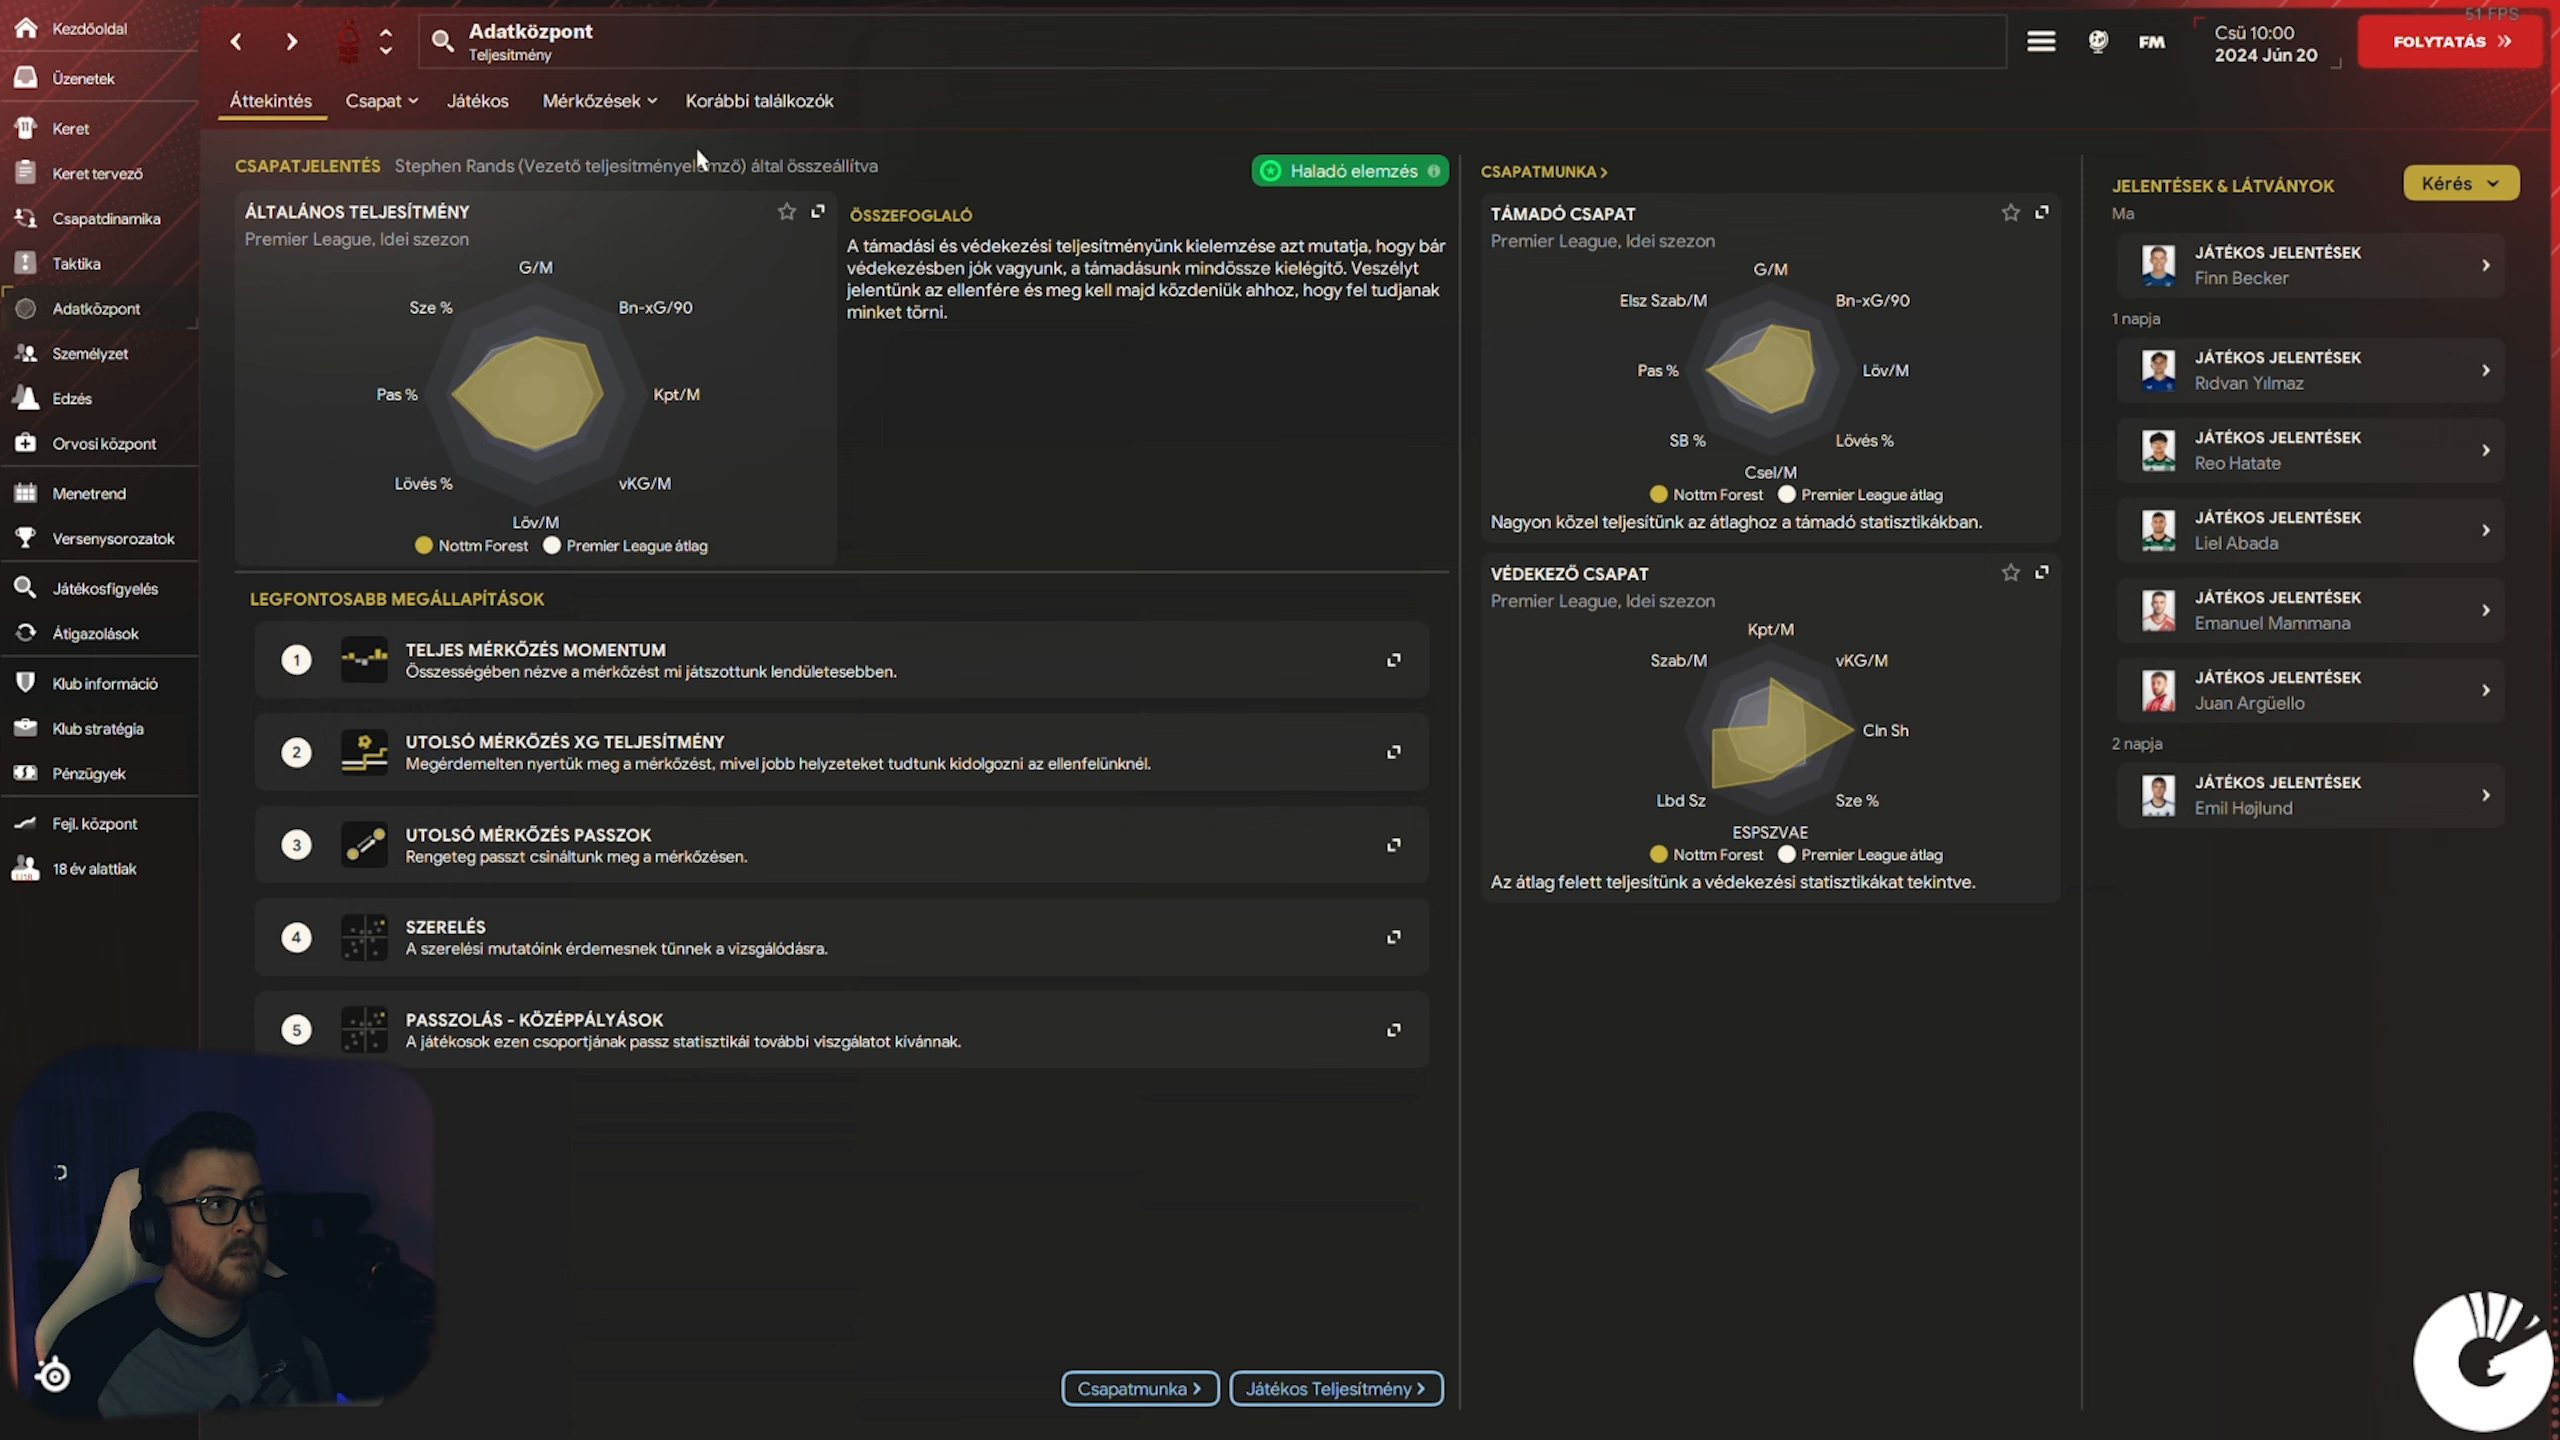 Kezdőoldal
Üzenetek
Keret
Keret tervező
Csapatdinamika
Taktika
Adatközpont
Személyzet
Edzés
Orvosi központ
Menetrend
Versenysorozatok
Játékosfigyelés
Átigazolások
Klub információ
Klub stratégia
Pénzügyek
Fejl. központ
18 év alattiak
Adatközpont
Teljesítmény
FM
Csü 10:00
2024 Jún 20
51 FPS
FOLYTATÁS
Áttekintés
Csapat
Játékos
Mérkőzések
Korábbi találkozók
CSAPATJELENTÉS Stephen Rands (Vezető teljesítményelemző) által összeállítva
Haladó elemzés
ÁLTALÁNOS TELJESÍTMÉNY
Premier League, Idei szezon
G/M
Sze %
Bn-xG/90
Pas %
Kpt/M
Lövés %
vKG/M
Löv/M
Nottm Forest
Premier League átlag
ÖSSZEFOGLALÓ
A támadási és védekezési teljesítményünk kielemzése azt mutatja, hogy bár
védekezésben jók vagyunk, a támadásunk mindössze kielégítő. Veszélyt
jelentünk az ellenfére és meg kell majd közdeniük ahhoz, hogy fel tudjanak
minket törni.
LEGFONTOSABB MEGÁLLAPÍTÁSOK
1
TELJES MÉRKŐZÉS MOMENTUM
Összességében nézve a mérkőzést mi játszottunk lendületesebben.
2
UTOLSÓ MÉRKŐZÉS XG TELJESÍTMÉNY
Megérdemelten nyertük meg a mérkőzést, mivel jobb helyzeteket tudtunk kidolgozni az ellenfelünknél.
3
UTOLSÓ MÉRKŐZÉS PASSZOK
Rengeteg passzt csináltunk meg a mérkőzésen.
4
SZERELÉS
A szerelési mutatóink érdemesnek tűnnek a vizsgálódásra.
5
PASSZOLÁS - KÖZÉPPÁLYÁSOK
A játékosok ezen csoportjának passz statisztikái további viszgálatot kívánnak.
Csapatmunka
Játékos Teljesítmény
CSAPATMUNKA
TÁMADÓ CSAPAT
Premier League, Idei szezon
G/M
Elsz Szab/M
Bn-xG/90
Pas %
Löv/M
SB %
Lövés %
Csel/M
Nottm Forest
Premier League átlag
Nagyon közel teljesítünk az átlaghoz a támadó statisztikákban.
VÉDEKEZŐ CSAPAT
Premier League, Idei szezon
Kpt/M
Szab/M
vKG/M
Cln Sh
Lbd Sz
Sze %
ESPSZVAE
Nottm Forest
Premier League átlag
Az átlag felett teljesítünk a védekezési statisztikákat tekintve.
JELENTÉSEK & LÁTVÁNYOK
Kérés
Ma
JÁTÉKOS JELENTÉSEK
Finn Becker
1 napja
JÁTÉKOS JELENTÉSEK
Rıdvan Yılmaz
JÁTÉKOS JELENTÉSEK
Reo Hatate
JÁTÉKOS JELENTÉSEK
Liel Abada
JÁTÉKOS JELENTÉSEK
Emanuel Mammana
JÁTÉKOS JELENTÉSEK
Juan Argüello
2 napja
JÁTÉKOS JELENTÉSEK
Emil Højlund